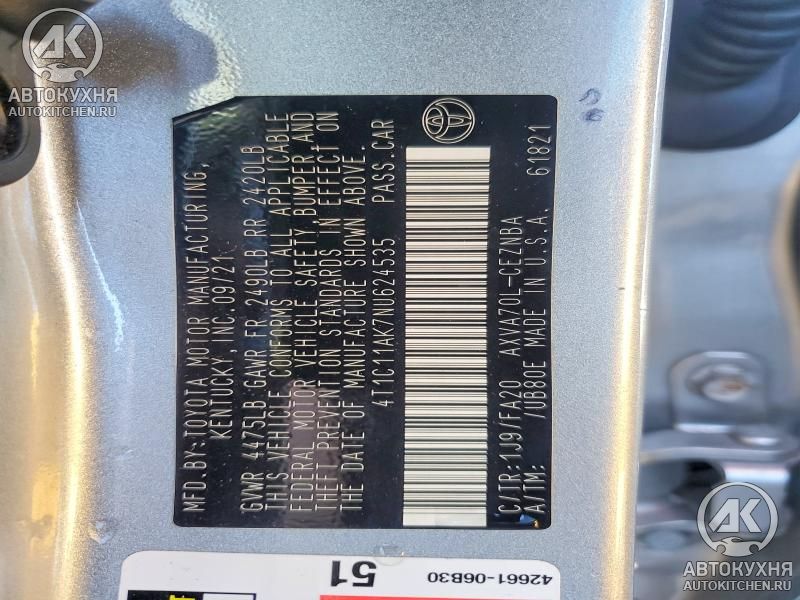 АВТОКУХНЯ
AUTOKITCHEN.RU
MFD.BY:TOYOTA MOTOR MANUFACTURING,
KENTUCKY, INC.09/21
GVWR 4475LB GAWR FR 2490LB RR 2420LB
THIS VEHICLE CONFORMS TO ALL APPLICABLE
FEDERAL MOTOR VEHICLE SAFETY,BUMPER,AND
THEFT PREVENTION STANDARDS IN EFFECT ON
THE DATE OF MANUFACTURE SHOWN ABOVE.
4T1C11AK7NU624535 PASS.CAR
C/TR:1J9/FA20 AXVA70L-CEZNBA
A/TM: /UB80E MADE IN U.S.A. 61821
51
42661-06B30
АВТОКУХНЯ
AUTOKITCHEN.RU